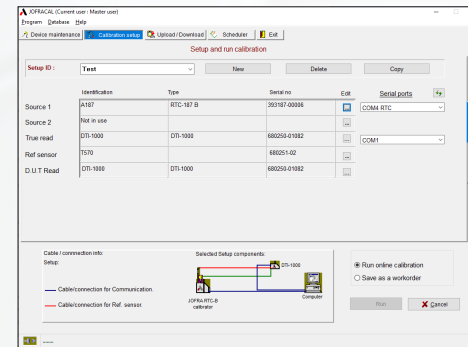 JOFRACAL (Current user : Master user)
Program Database Help
Device maintenance Calibration setup Upload / Download Scheduler Exit
Setup and run calibration
Setup ID : Test New Delete Copy
Identification Type Serial no Edit Serial ports
Source 1 A187 RTC-187 B 393187-00006 ... COM4 RTC
Source 2 Not in use ...
True read DTI-1000 DTI-1000 680250-01082 ... COM1
Ref sensor T570 680251-02 ...
D.U.T Read DTI-1000 DTI-1000 680250-01082 ...
Cable / connnection info:
Setup:
Selected Setup components:
DTI-1000
Cable/connection for Communication.
Cable/connection for Ref. sensor.
JOFRA RTC-B
calibrator
Computer
Run online calibration
Save as a workorder
Run Cancel
----